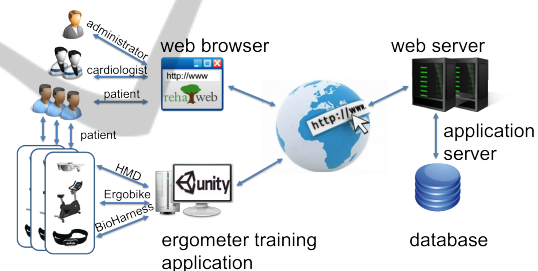 administrator
web browser
web server
cardiologist
http://www
reha web
patient
http://www
patient
application
server
HMD
Ergobike
BioHarness
unity
ergometer training
application
database